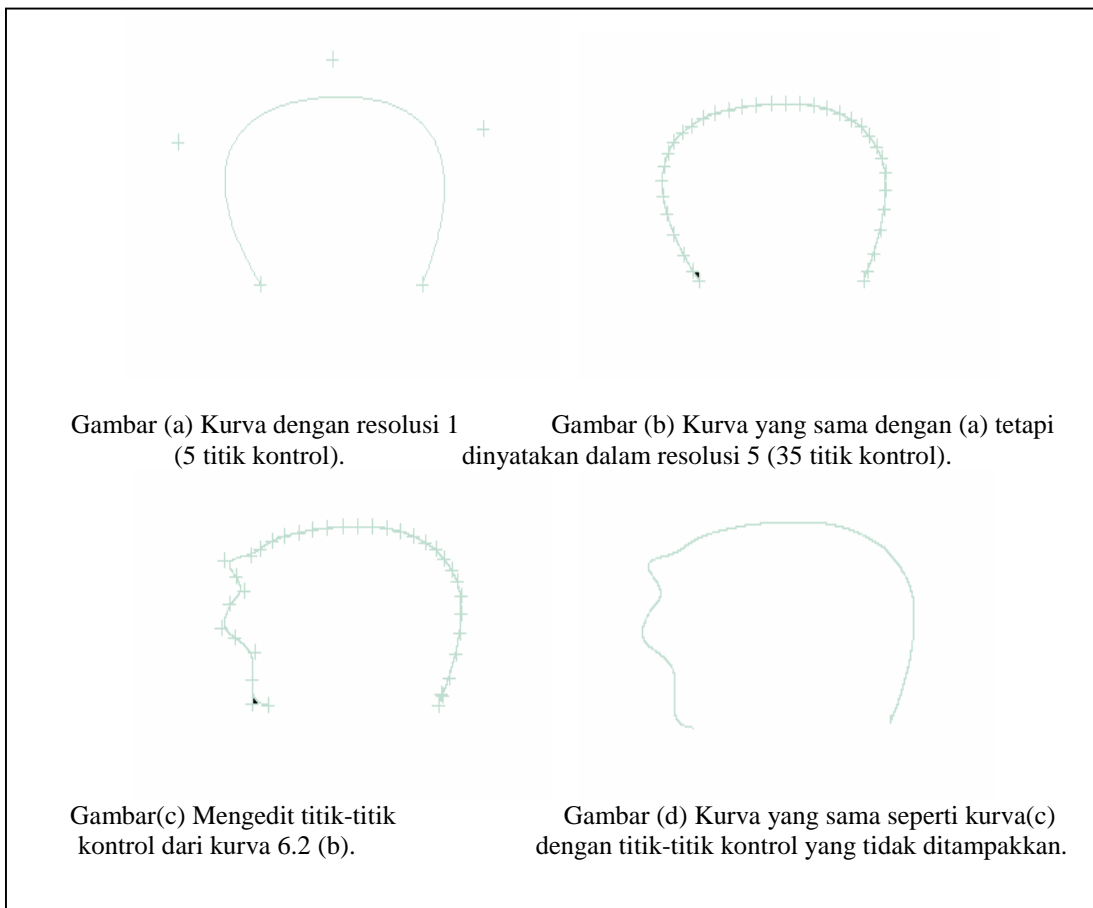 Gambar (a) Kurva dengan resolusi 1
(5 titik kontrol).
Gambar (b) Kurva yang sama dengan (a) tetapi
dinyatakan dalam resolusi 5 (35 titik kontrol).
Gambar(c) Mengedit titik-titik
kontrol dari kurva 6.2 (b).
Gambar (d) Kurva yang sama seperti kurva(c)
dengan titik-titik kontrol yang tidak ditampakkan.